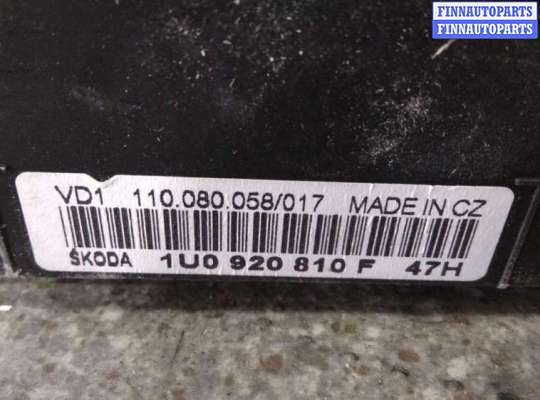 FINNAUTOPARTS
FINNAUTOPARTS
VD1 110.080.058/017 MADE IN CZ
ŠKODA 1U0 920 810 F 47H